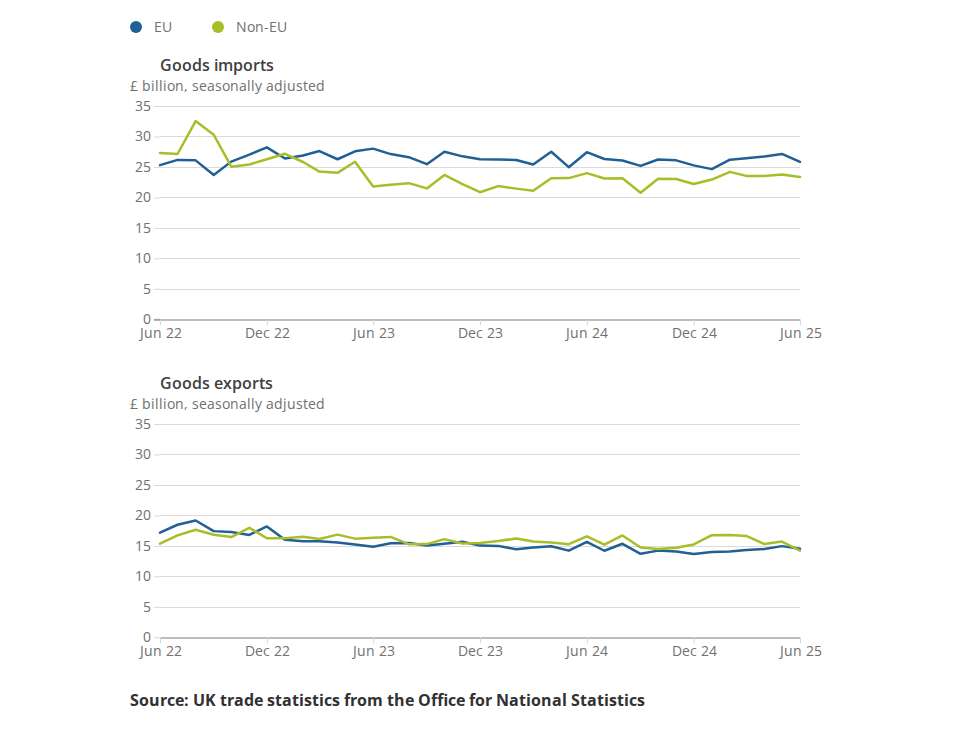 EU Non-EU
Goods imports
£ billion, seasonally adjusted
35
30
25
20
15
10
5
0
Jun 22 Dec 22 Jun 23 Dec 23 Jun 24 Dec 24 Jun 25
Goods exports
£ billion, seasonally adjusted
35
30
25
20
15
10
5
0
Jun 22 Dec 22 Jun 23 Dec 23 Jun 24 Dec 24 Jun 25
Source: UK trade statistics from the Office for National Statistics